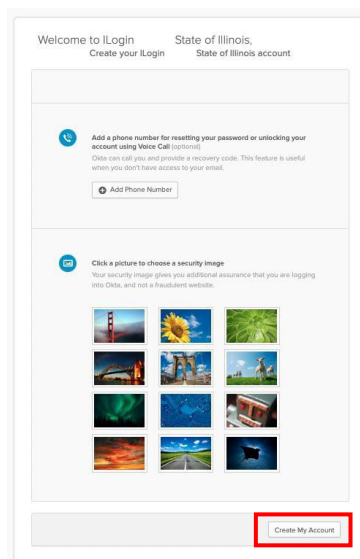 Welcome to ILogin State of Illinois,
Create your ILogin State of Illinois account
Add a phone number for resetting your password or unlocking your
account using Voice Call (optional)
Okta can call you and provide a recovery code. This feature is useful
when you don't have access to your email.
Add Phone Number
Click a picture to choose a security image
Your security image gives you additional assurance that you are logging
into Okta, and not a fraudulent website.
Create My Account